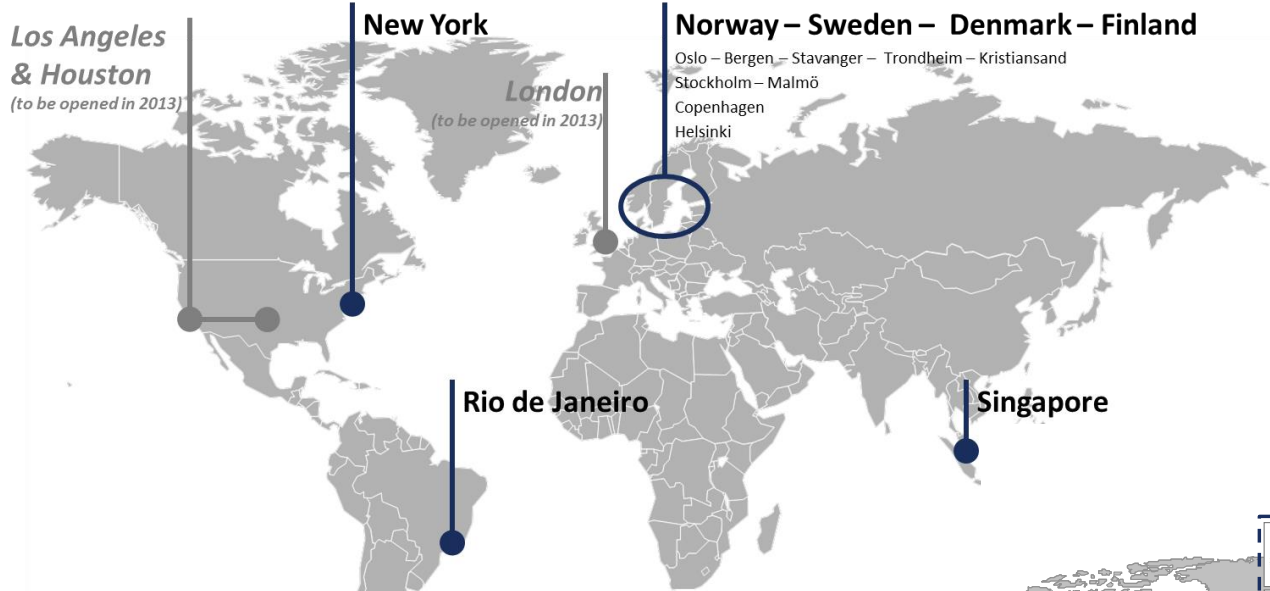 Los Angeles
& Houston
(to be opened in 2013)
New York
London
(to be opened in 2013)
Norway – Sweden – Denmark – Finland
Oslo – Bergen – Stavanger – Trondheim – Kristiansand
Stockholm – Malmö
Copenhagen
Helsinki
Rio de Janeiro
Singapore